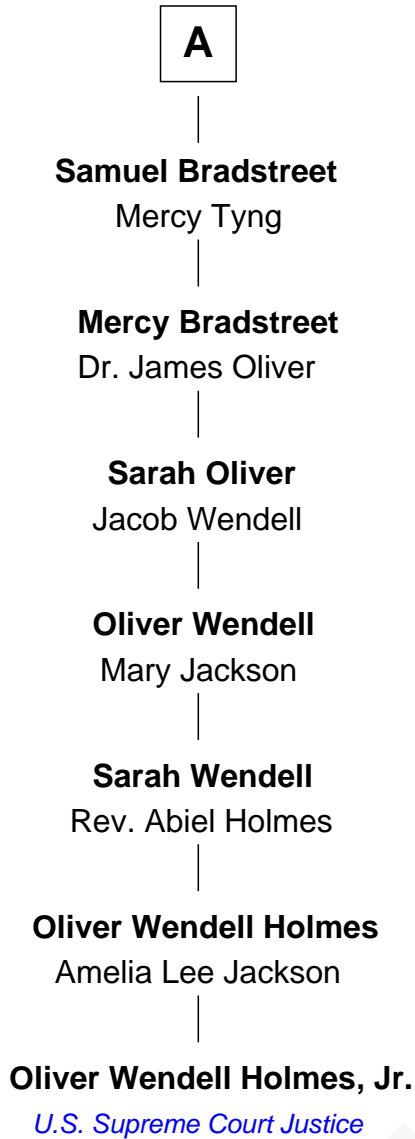 A
Samuel Bradstreet
Mercy Tyng
Mercy Bradstreet
Dr. James Oliver
Sarah Oliver
Jacob Wendell
Oliver Wendell
Mary Jackson
Sarah Wendell
Rev. Abiel Holmes
Oliver Wendell Holmes
Amelia Lee Jackson
Oliver Wendell Holmes, Jr.
U.S. Supreme Court Justice